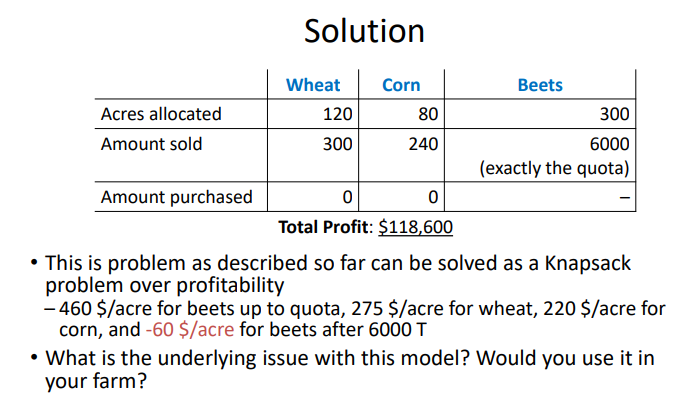 Solution
Wheat Corn Beets
Acres allocated 120 80 300
Amount sold 300 240 6000
(exactly the quota)
Amount purchased 0 0 –
Total Profit: $118,600
• This is problem as described so far can be solved as a Knapsack
problem over profitability
– 460 $/acre for beets up to quota, 275 $/acre for wheat, 220 $/acre for
corn, and -60 $/acre for beets after 6000 T
• What is the underlying issue with this model? Would you use it in
your farm?